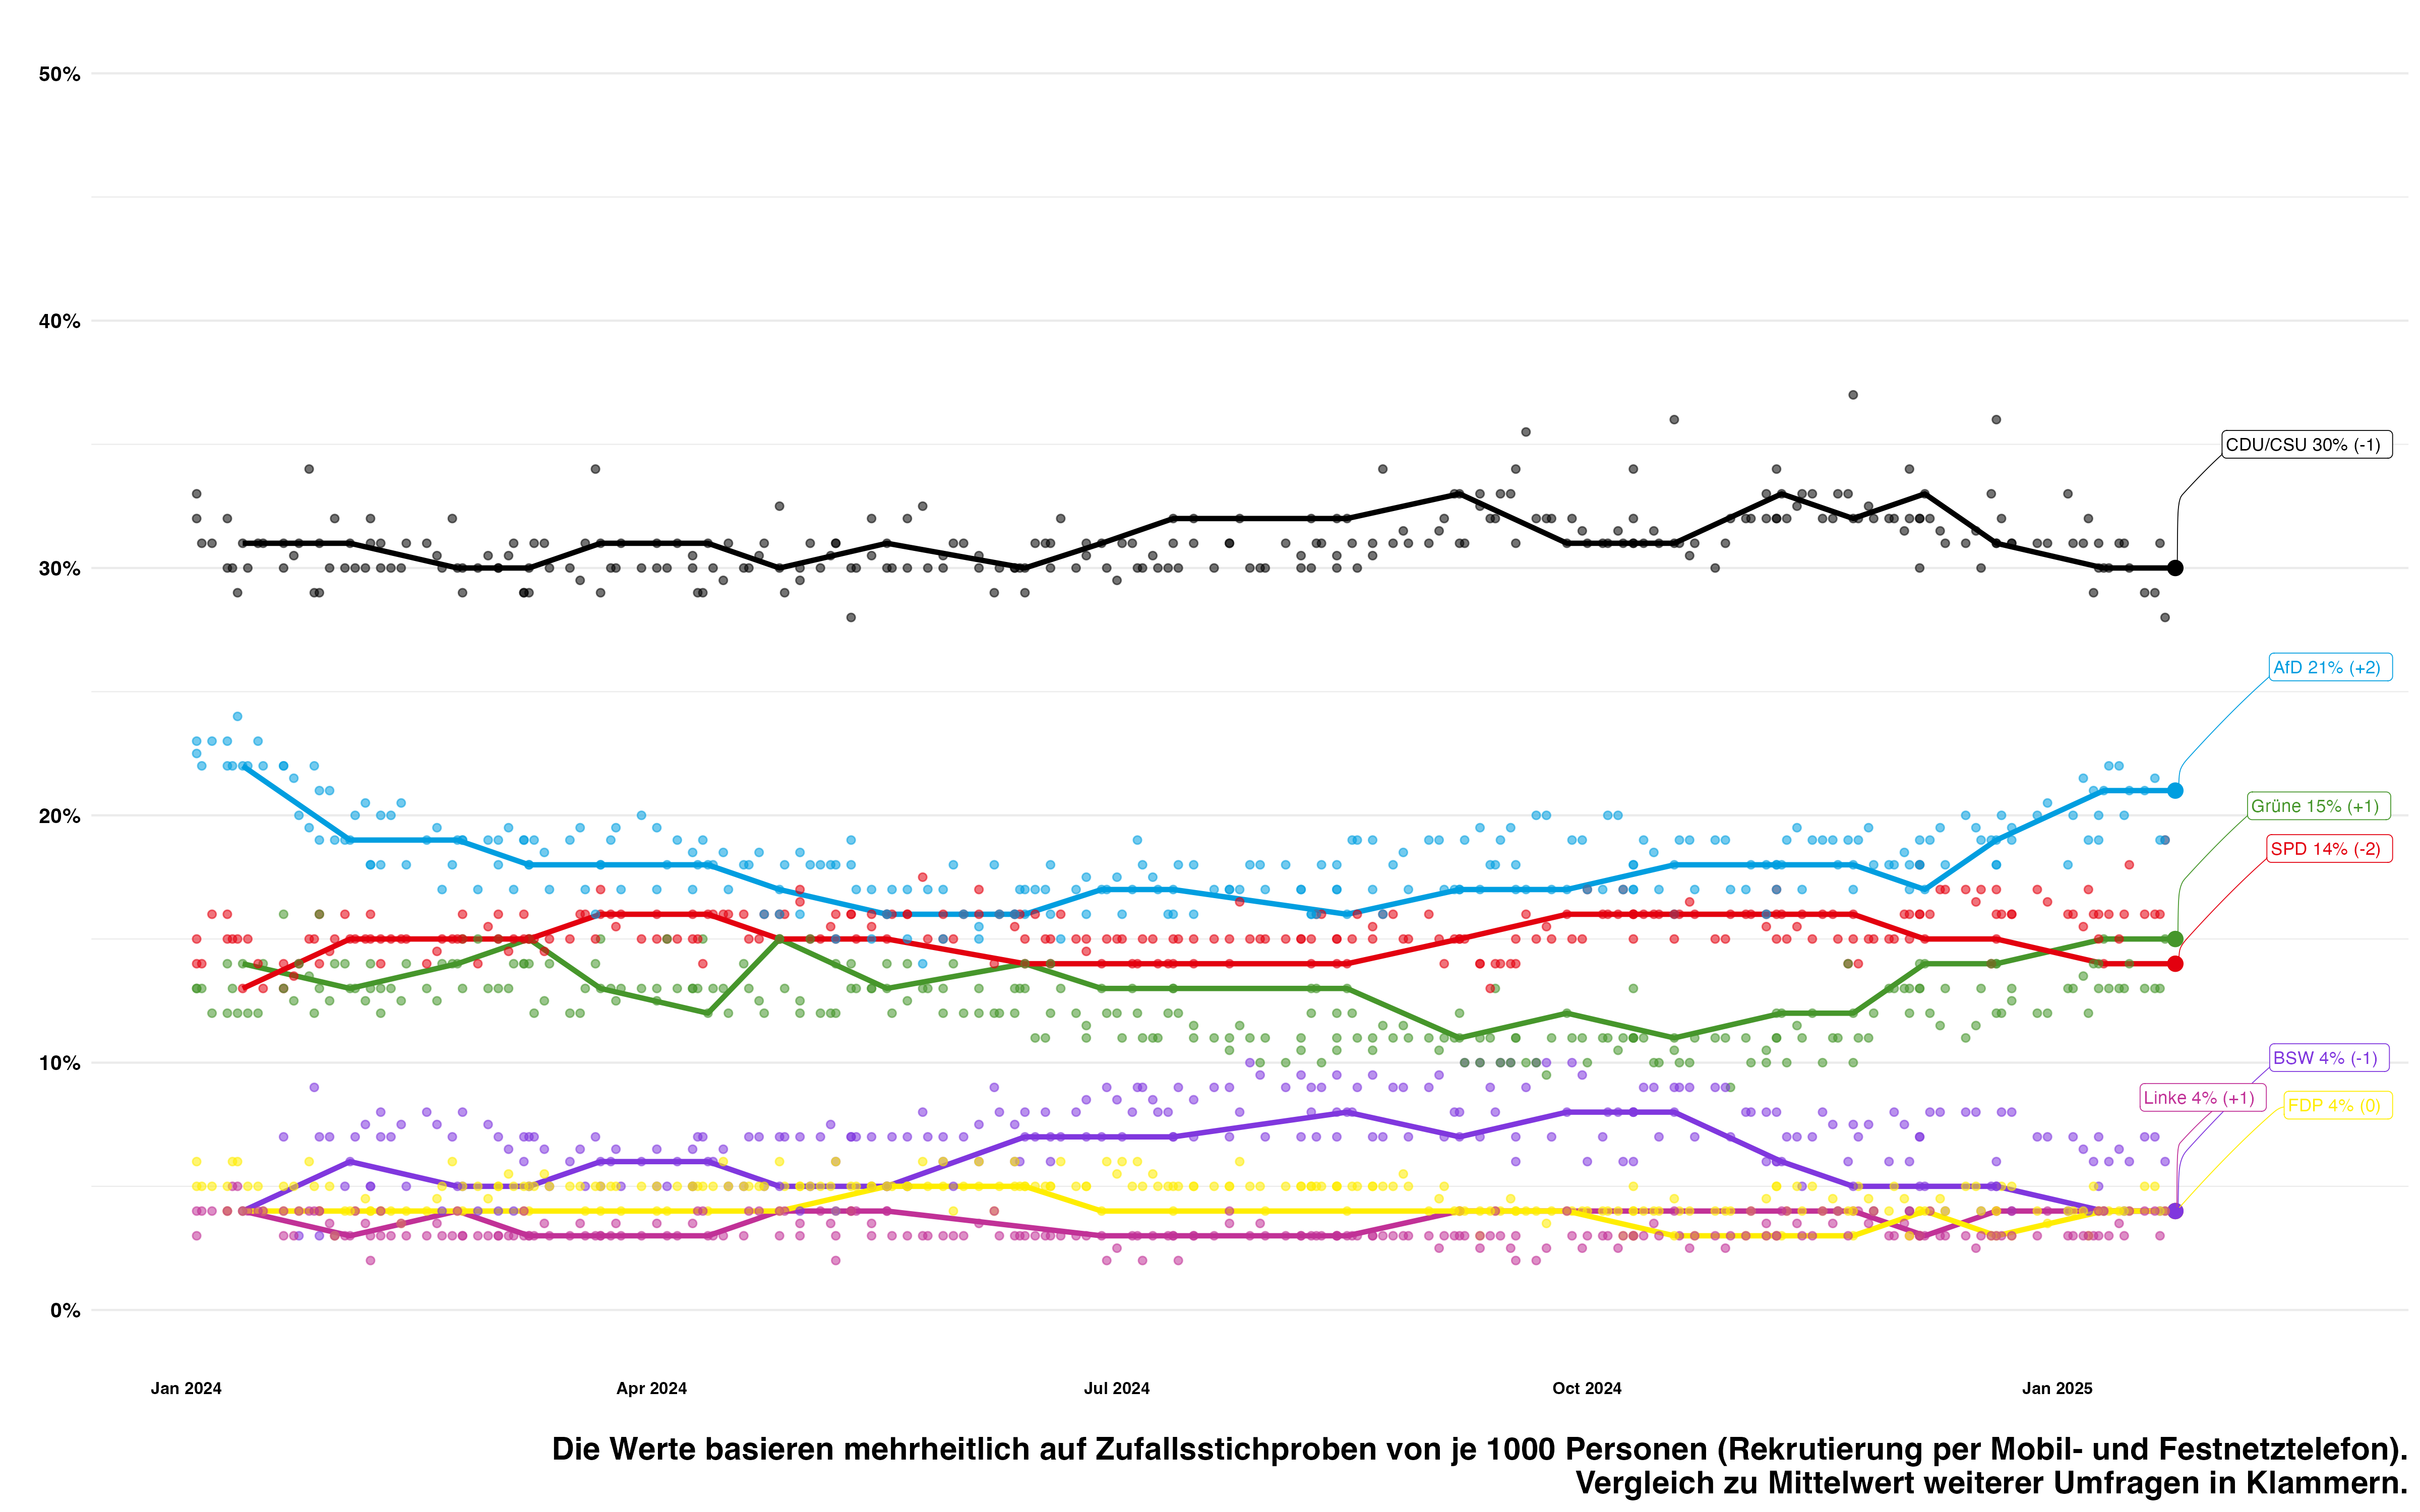 50%
40%
30%
20%
10%
0%
CDU/CSU 30% (-1)
AfD 21% (+2)
Grüne 15% (+1)
SPD 14% (-2)
BSW 4% (-1)
Linke 4% (+1)
FDP 4% (0)
Jan 2024
Apr 2024
Jul 2024
Oct 2024
Jan 2025
Die Werte basieren mehrheitlich auf Zufallsstichproben von je 1000 Personen (Rekrutierung per Mobil- und Festnetztelefon).
Vergleich zu Mittelwert weiterer Umfragen in Klammern.